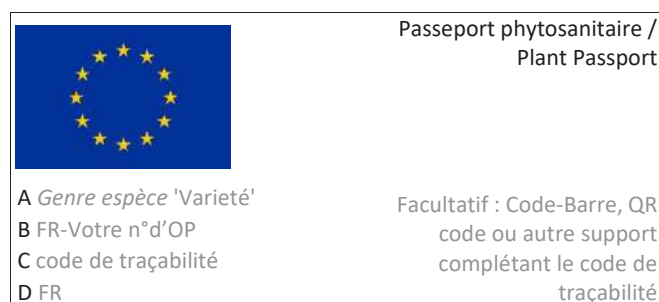 Passeport phytosanitaire /
Plant Passport
A Genre espèce 'Varieté'
B FR-Votre n°d’OP
C code de traçabilité
D FR
Facultatif : Code-Barre, QR
code ou autre support
complétant le code de
traçabilité